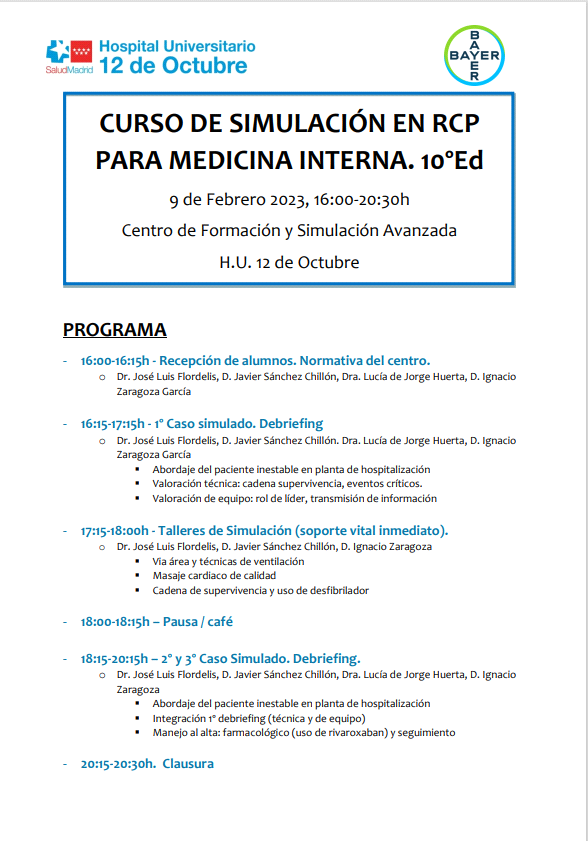 Hospital Universitario
12 de Octubre
SaludMadrid
BAYER
BAYER
CURSO DE SIMULACIÓN EN RCP
PARA MEDICINA INTERNA. 10ºEd
9 de Febrero 2023, 16:00-20:30h
Centro de Formación y Simulación Avanzada
H.U. 12 de Octubre
PROGRAMA
- 16:00-16:15h - Recepción de alumnos. Normativa del centro.
o Dr. José Luis Flordelis, D. Javier Sánchez Chillón, Dra. Lucía de Jorge Huerta, D. Ignacio
Zaragoza García
- 16:15-17:15h - 1º Caso simulado. Debriefing
o Dr. José Luis Flordelis, D. Javier Sánchez Chillón. Dra. Lucía de Jorge Huerta, D. Ignacio
Zaragoza García
▪ Abordaje del paciente inestable en planta de hospitalización
▪ Valoración técnica: cadena supervivencia, eventos críticos.
▪ Valoración de equipo: rol de líder, transmisión de información
- 17:15-18:00h - Talleres de Simulación (soporte vital inmediato).
o Dr. José Luis Flordelis, D. Javier Sánchez Chillón, D. Ignacio Zaragoza
▪ Via área y técnicas de ventilación
▪ Masaje cardiaco de calidad
▪ Cadena de supervivencia y uso de desfibrilador
- 18:00-18:15h – Pausa / café
- 18:15-20:15h – 2º y 3º Caso Simulado. Debriefing.
o Dr. José Luis Flordelis, D. Javier Sánchez Chillón, Dra. Lucía de Jorge Huerta, D. Ignacio
Zaragoza
▪ Abordaje del paciente inestable en planta de hospitalización
▪ Integración 1º debriefing (técnica y de equipo)
▪ Manejo al alta: farmacológico (uso de rivaroxaban) y seguimiento
- 20:15-20:30h. Clausura